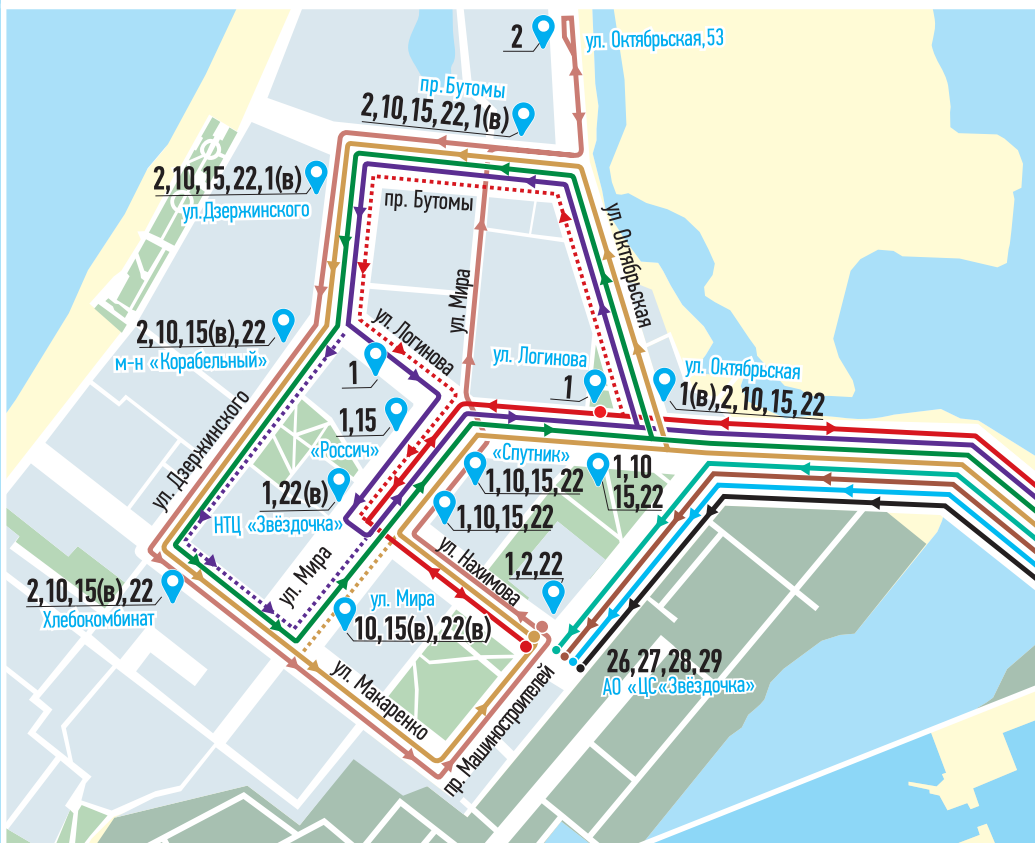 2
ул. Октябрьская,53
пр. Бутомы
2,10,15,22,1(в)
2,10,15,22,1(в)
ул.Дзержинского
пр. Бутомы
ул. Октябрьская
ул. Мира
2,10,15(в),22
м-н «Корабельный»
ул. Логинова
1
ул. Логинова
1
ул. Октябрьская
1(в),2,10,15,22
1,15
«Россич»
ул. Дзержинского
«Спутник»
1,10,15,22
1,10
15,22
1,22(в)
НТЦ «Звёздочка»
1,10,15,22
ул. Нахимова
ул. Мира
1,2,22
2,10,15(в),22
Хлебокомбинат
ул. Мира
10,15(в),22(в)
26,27,28,29
АО «ЦС«Звёздочка»
ул. Макаренко
пр. Машиностроителей